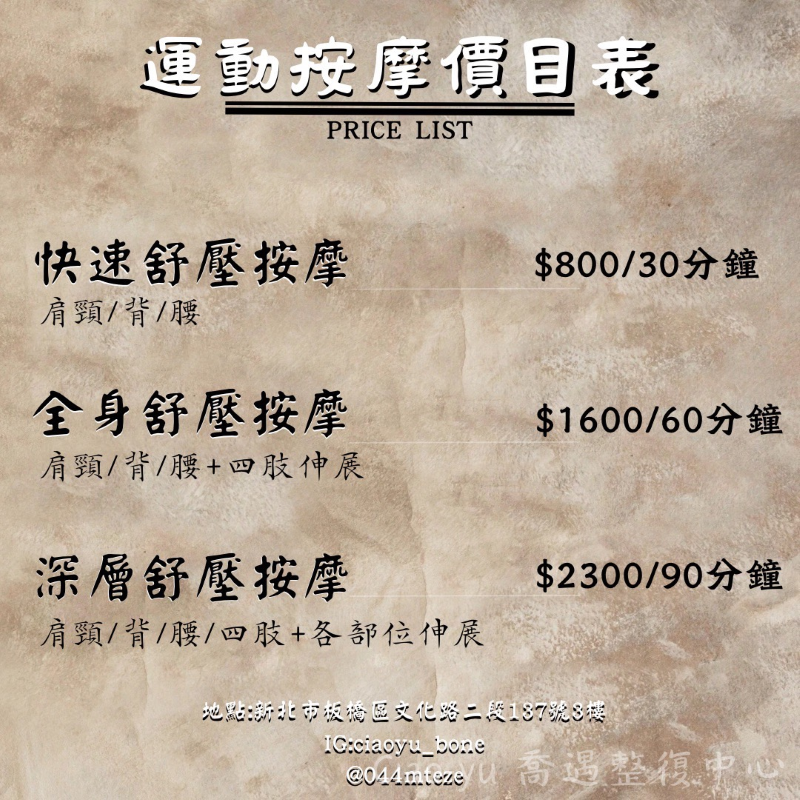 運動按摩價目表
PRICE LIST
快速舒壓按摩 $800/30分鐘
肩頸/背/腰
全身舒壓按摩 $1600/60分鐘
肩頸/背/腰+四肢伸展
深層舒壓按摩 $2300/90分鐘
肩頸/背/腰/四肢+各部位伸展
地點:新北市板橋區文化路二段137號3樓
IG:ciaoyu_bone
@044mteze
Ciaoyu 喬遇整復中心